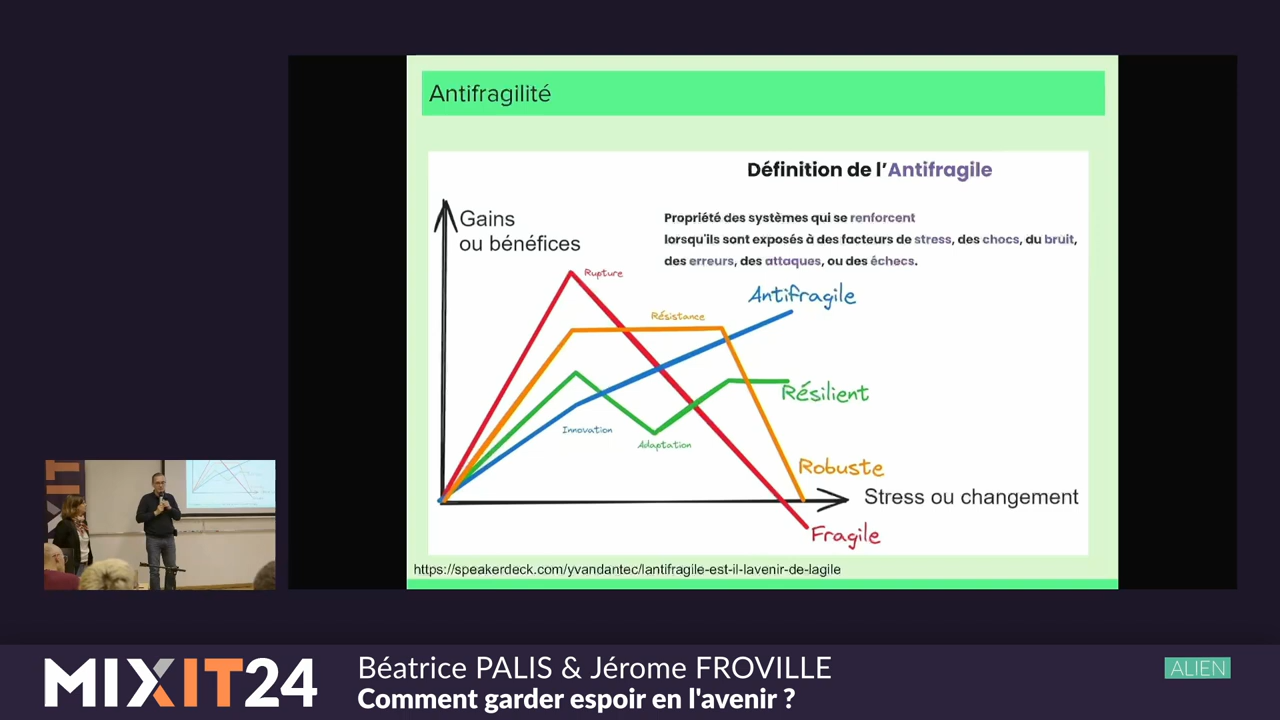 Antifragilité
Définition de l'Antifragile
Propriété des systèmes qui se renforcent
lorsqu'ils sont exposés à des facteurs de stress, des chocs, du bruit,
des erreurs, des attaques, ou des échecs.
Gains
ou bénéfices
Rupture
Résistance
Antifragile
Résilient
Innovation
Adaptation
Robuste
Stress ou changement
Fragile
https://speakerdeck.com/yvandantec/lantifragile-est-il-lavenir-de-lagile
MIXIT24
Béatrice PALIS & Jérome FROVILLE
Comment garder espoir en l'avenir ?
ALIEN